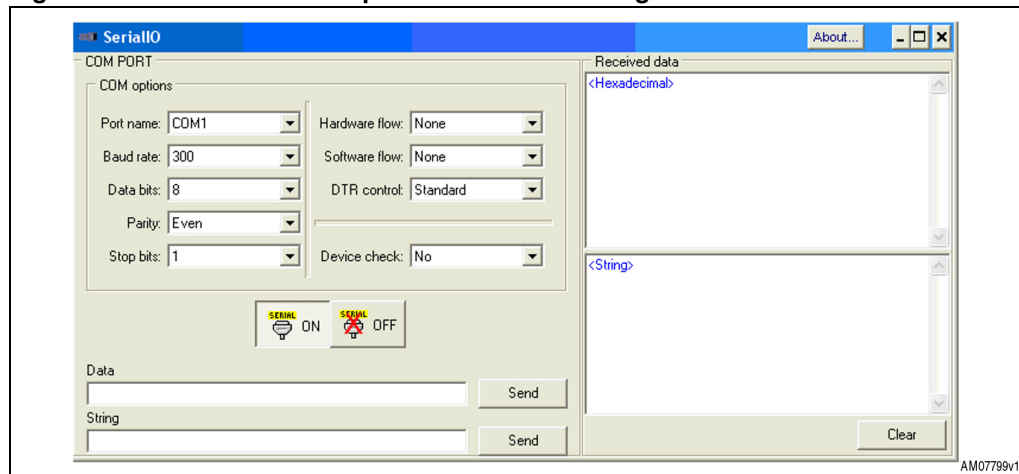 SerialIO
About...
COM PORT
COM options
Port name: COM1
Baud rate: 300
Data bits: 8
Parity: Even
Stop bits: 1
Hardware flow: None
Software flow: None
DTR control: Standard
Device check: No
SERIAL ON
SERIAL OFF
Data
Send
String
Send
Received data
<Hexadecimal>
<String>
Clear
AM07799v1